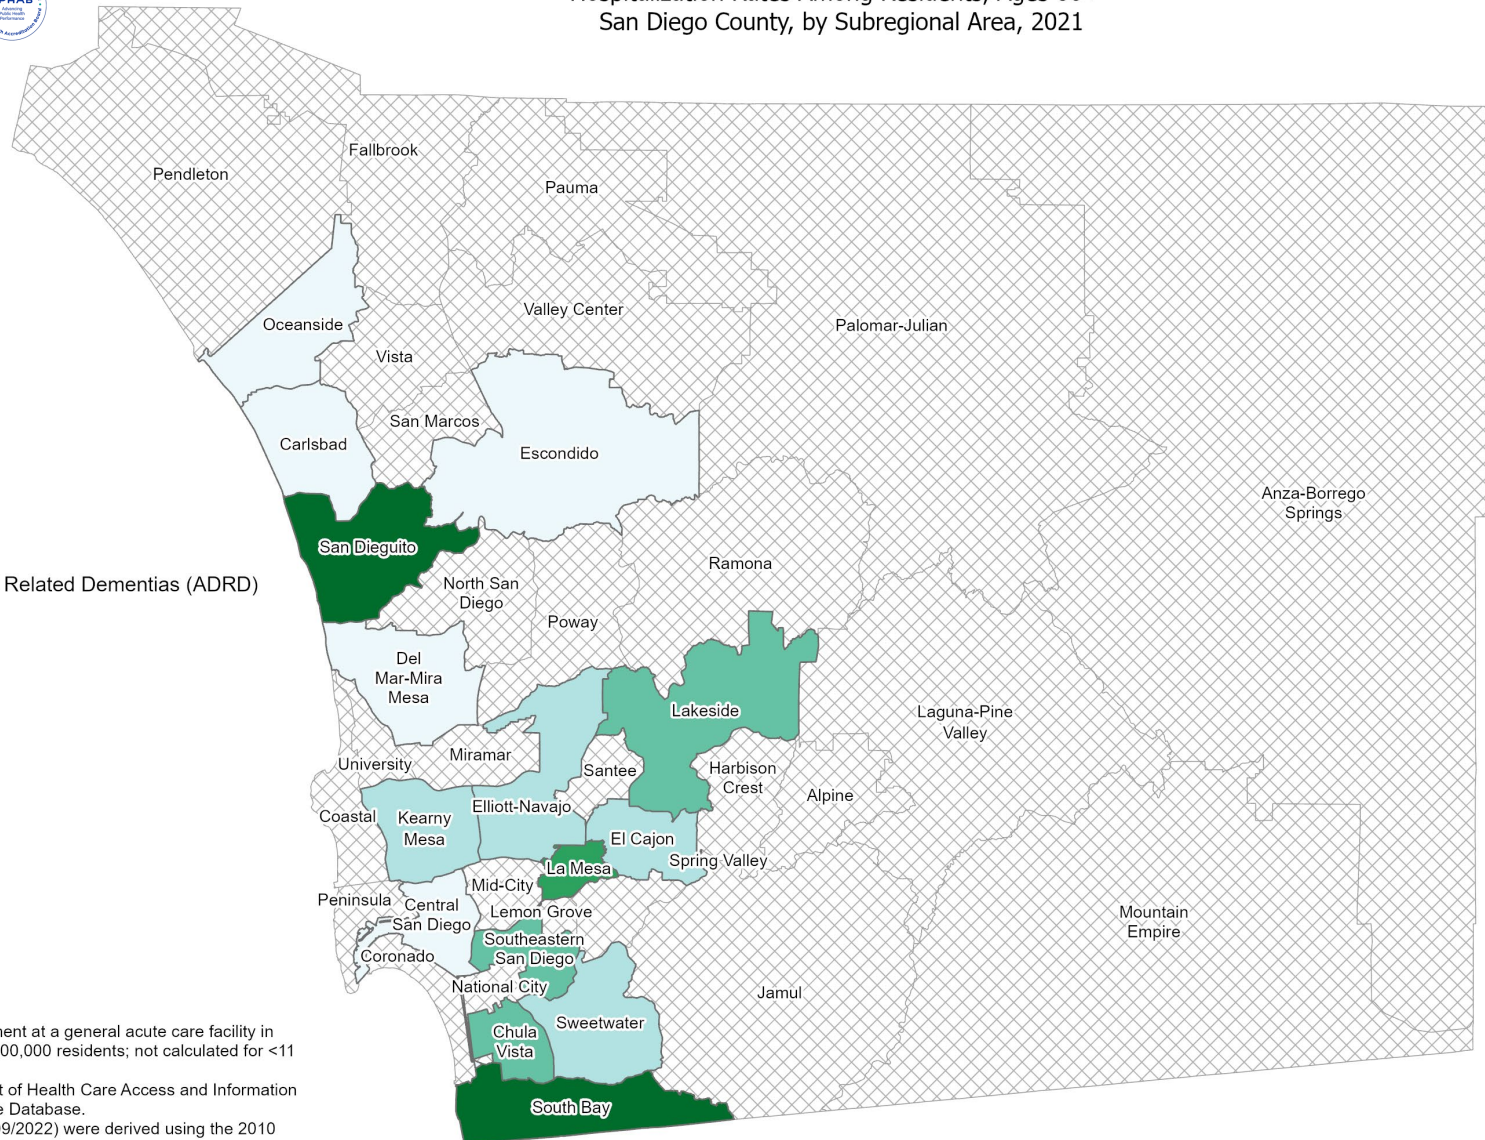 Advancing
Public Health
Performance
San Diego County, by Subregional Area, 2021
Fallbrook
Pendleton
Pauma
Valley Center
Oceanside
Palomar-Julian
Vista
San Marcos
Carlsbad
Escondido
Anza-Borrego
Springs
San Dieguito
Ramona
Related Dementias (ADRD)
North San
Diego
Poway
Del
Mar-Mira
Mesa
Lakeside
Laguna-Pine
Valley
Miramar
University
Santee
Harbison
Crest
Alpine
Elliott-Navajo
Coastal
Kearny
Mesa
El Cajon
Spring Valley
La Mesa
Mid-City
Peninsula
Central
San Diego
Lemon Grove
Mountain
Empire
Southeastern
San Diego
Coronado
National City
Jamul
Sweetwater
Chula
Vista
South Bay
ent at a general acute care facility in
00,000 residents; not calculated for <11
t of Health Care Access and Information
e Database.
09/2022) were derived using the 2010